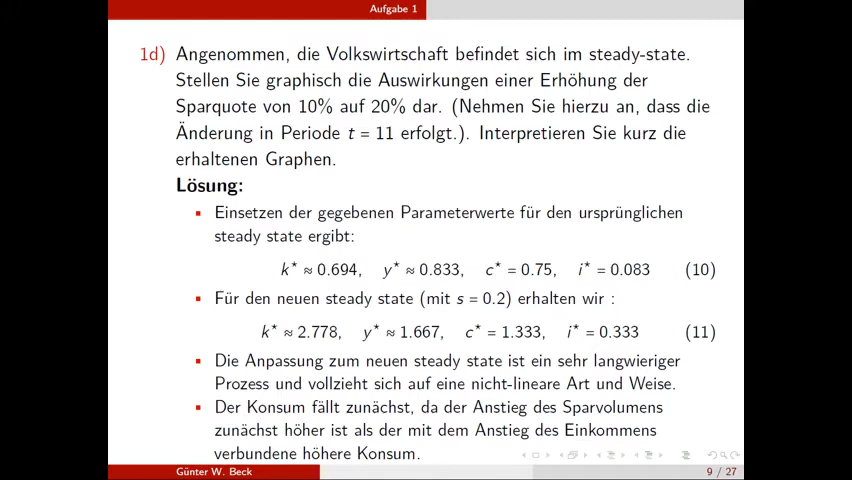 Aufgabe 1
1d) Angenommen, die Volkswirtschaft befindet sich im steady-state.
Stellen Sie graphisch die Auswirkungen einer Erhöhung der
Sparquote von 10% auf 20% dar. (Nehmen Sie hierzu an, dass die
Änderung in Periode t = 11 erfolgt.). Interpretieren Sie kurz die
erhaltenen Graphen.
Lösung:
▪ Einsetzen der gegebenen Parameterwerte für den ursprünglichen
steady state ergibt:
k* ≈ 0.694, y* ≈ 0.833, c* = 0.75, i* = 0.083 (10)
▪ Für den neuen steady state (mit s = 0.2) erhalten wir :
k* ≈ 2.778, y* ≈ 1.667, c* = 1.333, i* = 0.333 (11)
▪ Die Anpassung zum neuen steady state ist ein sehr langwieriger
Prozess und vollzieht sich auf eine nicht-lineare Art und Weise.
▪ Der Konsum fällt zunächst, da der Anstieg des Sparvolumens
zunächst höher ist als der mit dem Anstieg des Einkommens
verbundene höhere Konsum.
Günter W. Beck 9 / 27